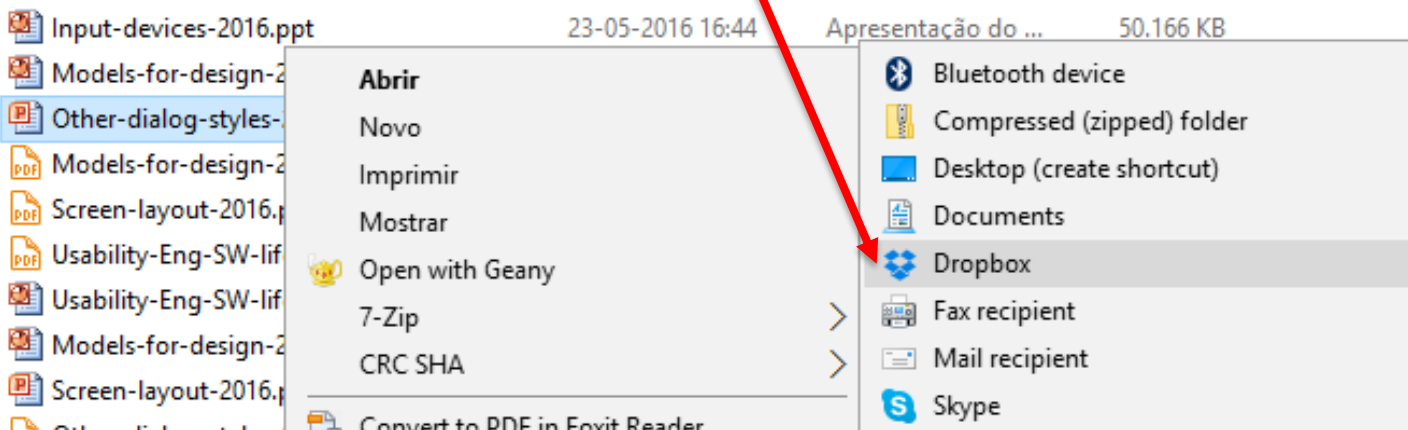 Input-devices-2016.ppt 23-05-2016 16:44 Apresentação do ... 50.166 KB
Models-for-design-2
Other-dialog-styles-
Models-for-design-2
Screen-layout-2016.p
Usability-Eng-SW-lif
Usability-Eng-SW-lif
Models-for-design-2
Screen-layout-2016.p
Abrir
Novo
Imprimir
Mostrar
Open with Geany
7-Zip
CRC SHA
Convert to PDF in Foxit Reader
Bluetooth device
Compressed (zipped) folder
Desktop (create shortcut)
Documents
Dropbox
Fax recipient
Mail recipient
Skype